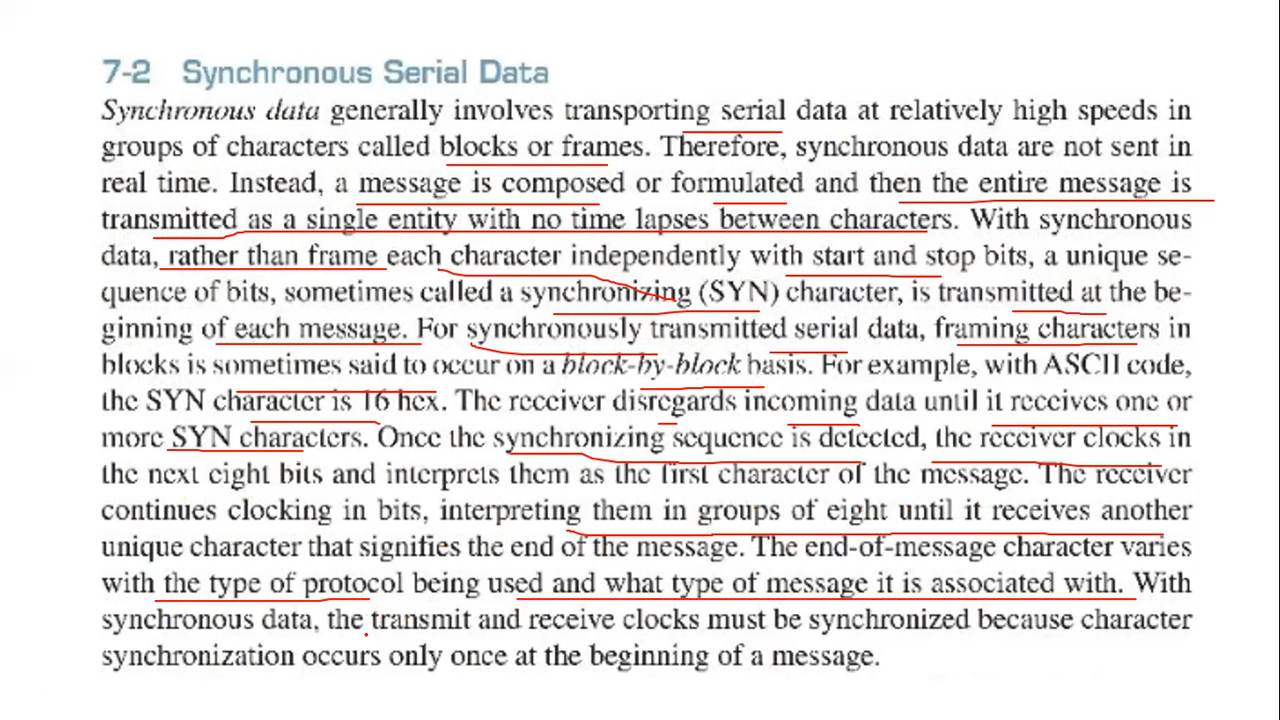 7-2 Synchronous Serial Data
Synchronous data generally involves transporting serial data at relatively high speeds in
groups of characters called blocks or frames. Therefore, synchronous data are not sent in
real time. Instead, a message is composed or formulated and then the entire message is
transmitted as a single entity with no time lapses between characters. With synchronous
data, rather than frame each character independently with start and stop bits, a unique se-
quence of bits, sometimes called a synchronizing (SYN) character, is transmitted at the be-
ginning of each message. For synchronously transmitted serial data, framing characters in
blocks is sometimes said to occur on a block-by-block basis. For example, with ASCII code,
the SYN character is 16 hex. The receiver disregards incoming data until it receives one or
more SYN characters. Once the synchronizing sequence is detected, the receiver clocks in
the next eight bits and interprets them as the first character of the message. The receiver
continues clocking in bits, interpreting them in groups of eight until it receives another
unique character that signifies the end of the message. The end-of-message character varies
with the type of protocol being used and what type of message it is associated with. With
synchronous data, the transmit and receive clocks must be synchronized because character
synchronization occurs only once at the beginning of a message.